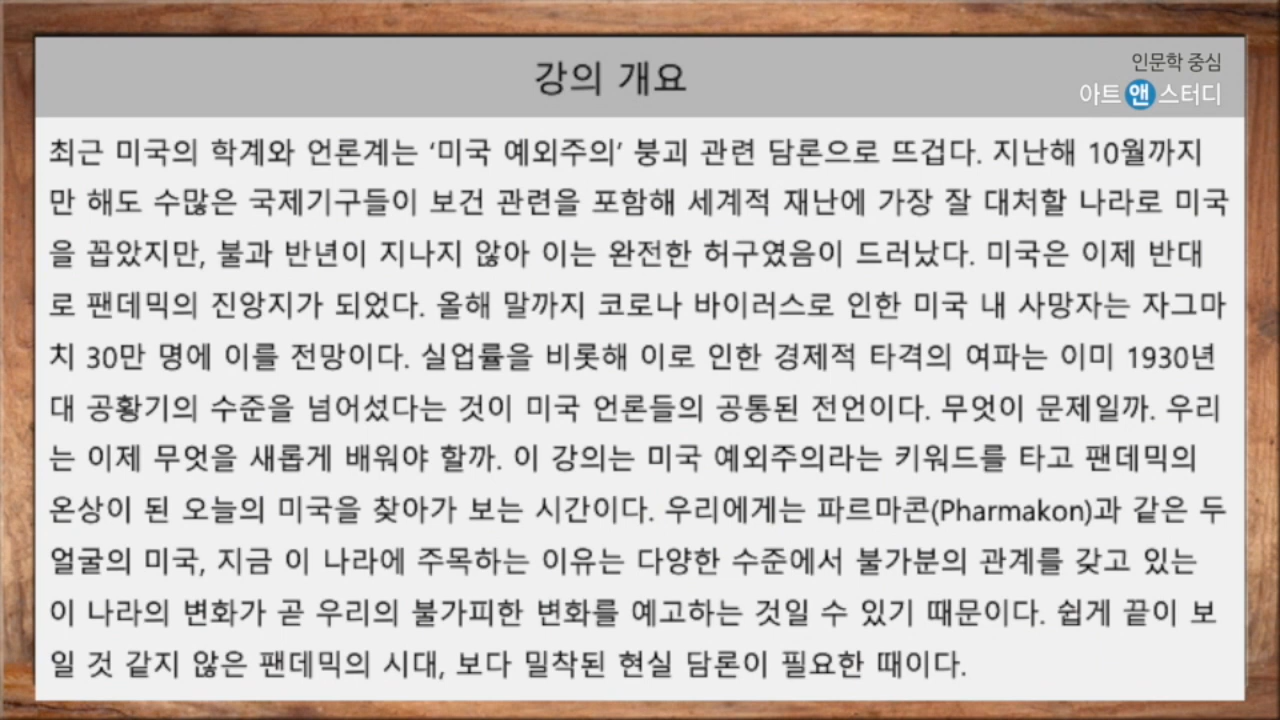 강의 개요
인문학 중심
아트앤스터디
최근 미국의 학계와 언론계는 ‘미국 예외주의’ 붕괴 관련 담론으로 뜨겁다. 지난해 10월까지
만 해도 수많은 국제기구들이 보건 관련을 포함해 세계적 재난에 가장 잘 대처할 나라로 미국
을 꼽았지만, 불과 반년이 지나지 않아 이는 완전한 허구였음이 드러났다. 미국은 이제 반대
로 팬데믹의 진앙지가 되었다. 올해 말까지 코로나 바이러스로 인한 미국 내 사망자는 자그마
치 30만 명에 이를 전망이다. 실업률을 비롯해 이로 인한 경제적 타격의 여파는 이미 1930년
대 공황기의 수준을 넘어섰다는 것이 미국 언론들의 공통된 전언이다. 무엇이 문제일까. 우리
는 이제 무엇을 새롭게 배워야 할까. 이 강의는 미국 예외주의라는 키워드를 타고 팬데믹의
온상이 된 오늘의 미국을 찾아가 보는 시간이다. 우리에게는 파르마콘(Pharmakon)과 같은 두
얼굴의 미국, 지금 이 나라에 주목하는 이유는 다양한 수준에서 불가분의 관계를 갖고 있는
이 나라의 변화가 곧 우리의 불가피한 변화를 예고하는 것일 수 있기 때문이다. 쉽게 끝이 보
일 것 같지 않은 팬데믹의 시대, 보다 밀착된 현실 담론이 필요한 때이다.